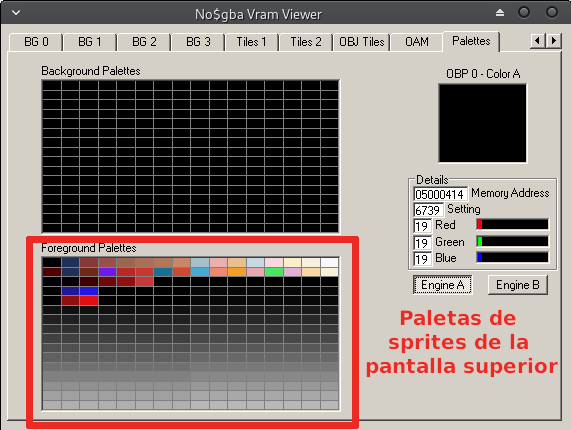 No$gba Vram Viewer
BG 0 BG 1 BG 2 BG 3 Tiles 1 Tiles 2 OBJ Tiles OAM Palettes
Background Palettes
OBP 0 - Color A
Details
05000414 Memory Address
6739 Setting
19 Red
19 Green
19 Blue
Foreground Palettes
Engine A Engine B
Paletas de
sprites de la
pantalla superior